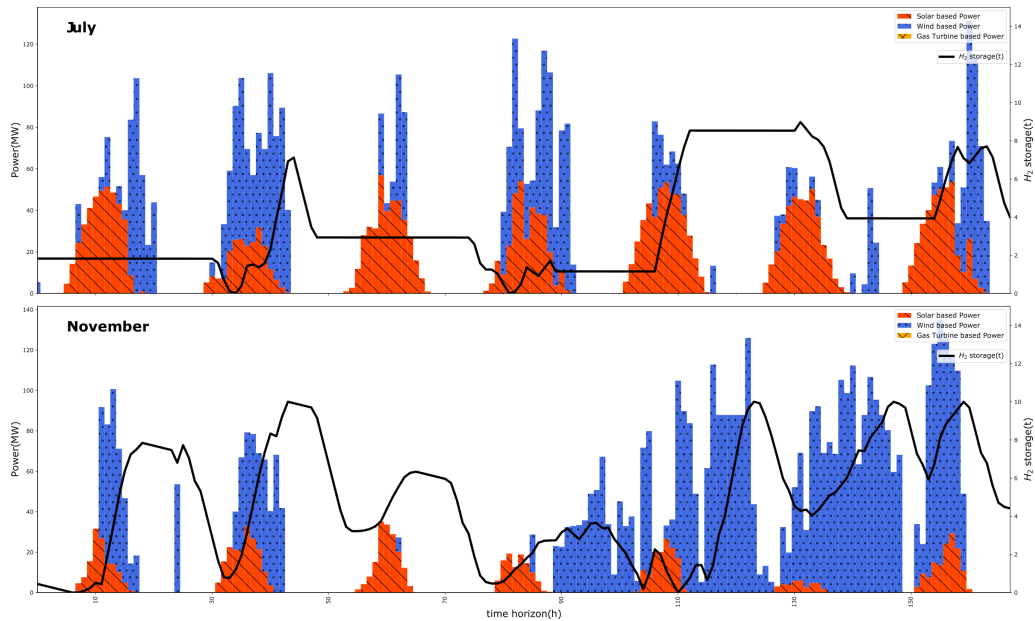 July
Solar based Power
Wind based Power
Gas Turbine based Power
H2 storage(t)
Power(MW)
0
20
40
60
80
100
120
0
2
4
6
8
10
12
14
H2 storage(t)
November
Solar based Power
Wind based Power
Gas Turbine based Power
H2 storage(t)
Power(MW)
0
20
40
60
80
100
120
140
0
2
4
6
8
10
12
14
H2 storage(t)
10
30
50
70
90
110
130
150
time horizon(h)